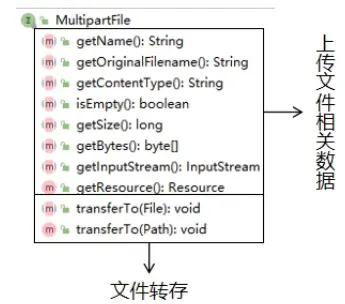 MultipartFile
getName(): String
getOriginalFilename(): String
getContentType(): String
isEmpty(): boolean
getSize(): long
getBytes(): byte[]
getInputStream(): InputStream
getResource(): Resource
transferTo(File): void
transferTo(Path): void
上传文件相关数据
文件转存